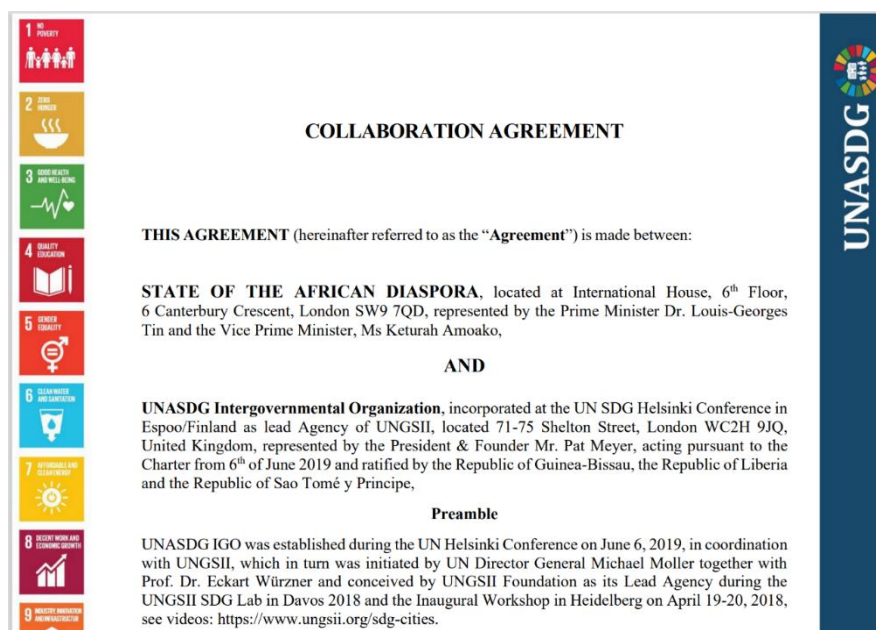 1 NO POVERTY
2 ZERO HUNGER
3 GOOD HEALTH AND WELL-BEING
4 QUALITY EDUCATION
5 GENDER EQUALITY
6 CLEAN WATER AND SANITATION
7 AFFORDABLE AND CLEAN ENERGY
8 DECENT WORK AND ECONOMIC GROWTH
9 INDUSTRY, INNOVATION AND INFRASTRUCTUR
COLLABORATION AGREEMENT
THIS AGREEMENT (hereinafter referred to as the “Agreement”) is made between:
STATE OF THE AFRICAN DIASPORA, located at International House, 6th Floor,
6 Canterbury Crescent, London SW9 7QD, represented by the Prime Minister Dr. Louis-Georges
Tin and the Vice Prime Minister, Ms Keturah Amoako,
AND
UNASDG Intergovernmental Organization, incorporated at the UN SDG Helsinki Conference in
Espoo/Finland as lead Agency of UNGSII, located 71-75 Shelton Street, London WC2H 9JQ,
United Kingdom, represented by the President & Founder Mr. Pat Meyer, acting pursuant to the
Charter from 6th of June 2019 and ratified by the Republic of Guinea-Bissau, the Republic of Liberia
and the Republic of Sao Tomé y Principe,
Preamble
UNASDG IGO was established during the UN Helsinki Conference on June 6, 2019, in coordination
with UNGSII, which in turn was initiated by UN Director General Michael Moller together with
Prof. Dr. Eckart Würzner and conceived by UNGSII Foundation as its Lead Agency during the
UNGSII SDG Lab in Davos 2018 and the Inaugural Workshop in Heidelberg on April 19-20, 2018,
see videos: https://www.ungsii.org/sdg-cities.
UNASDG